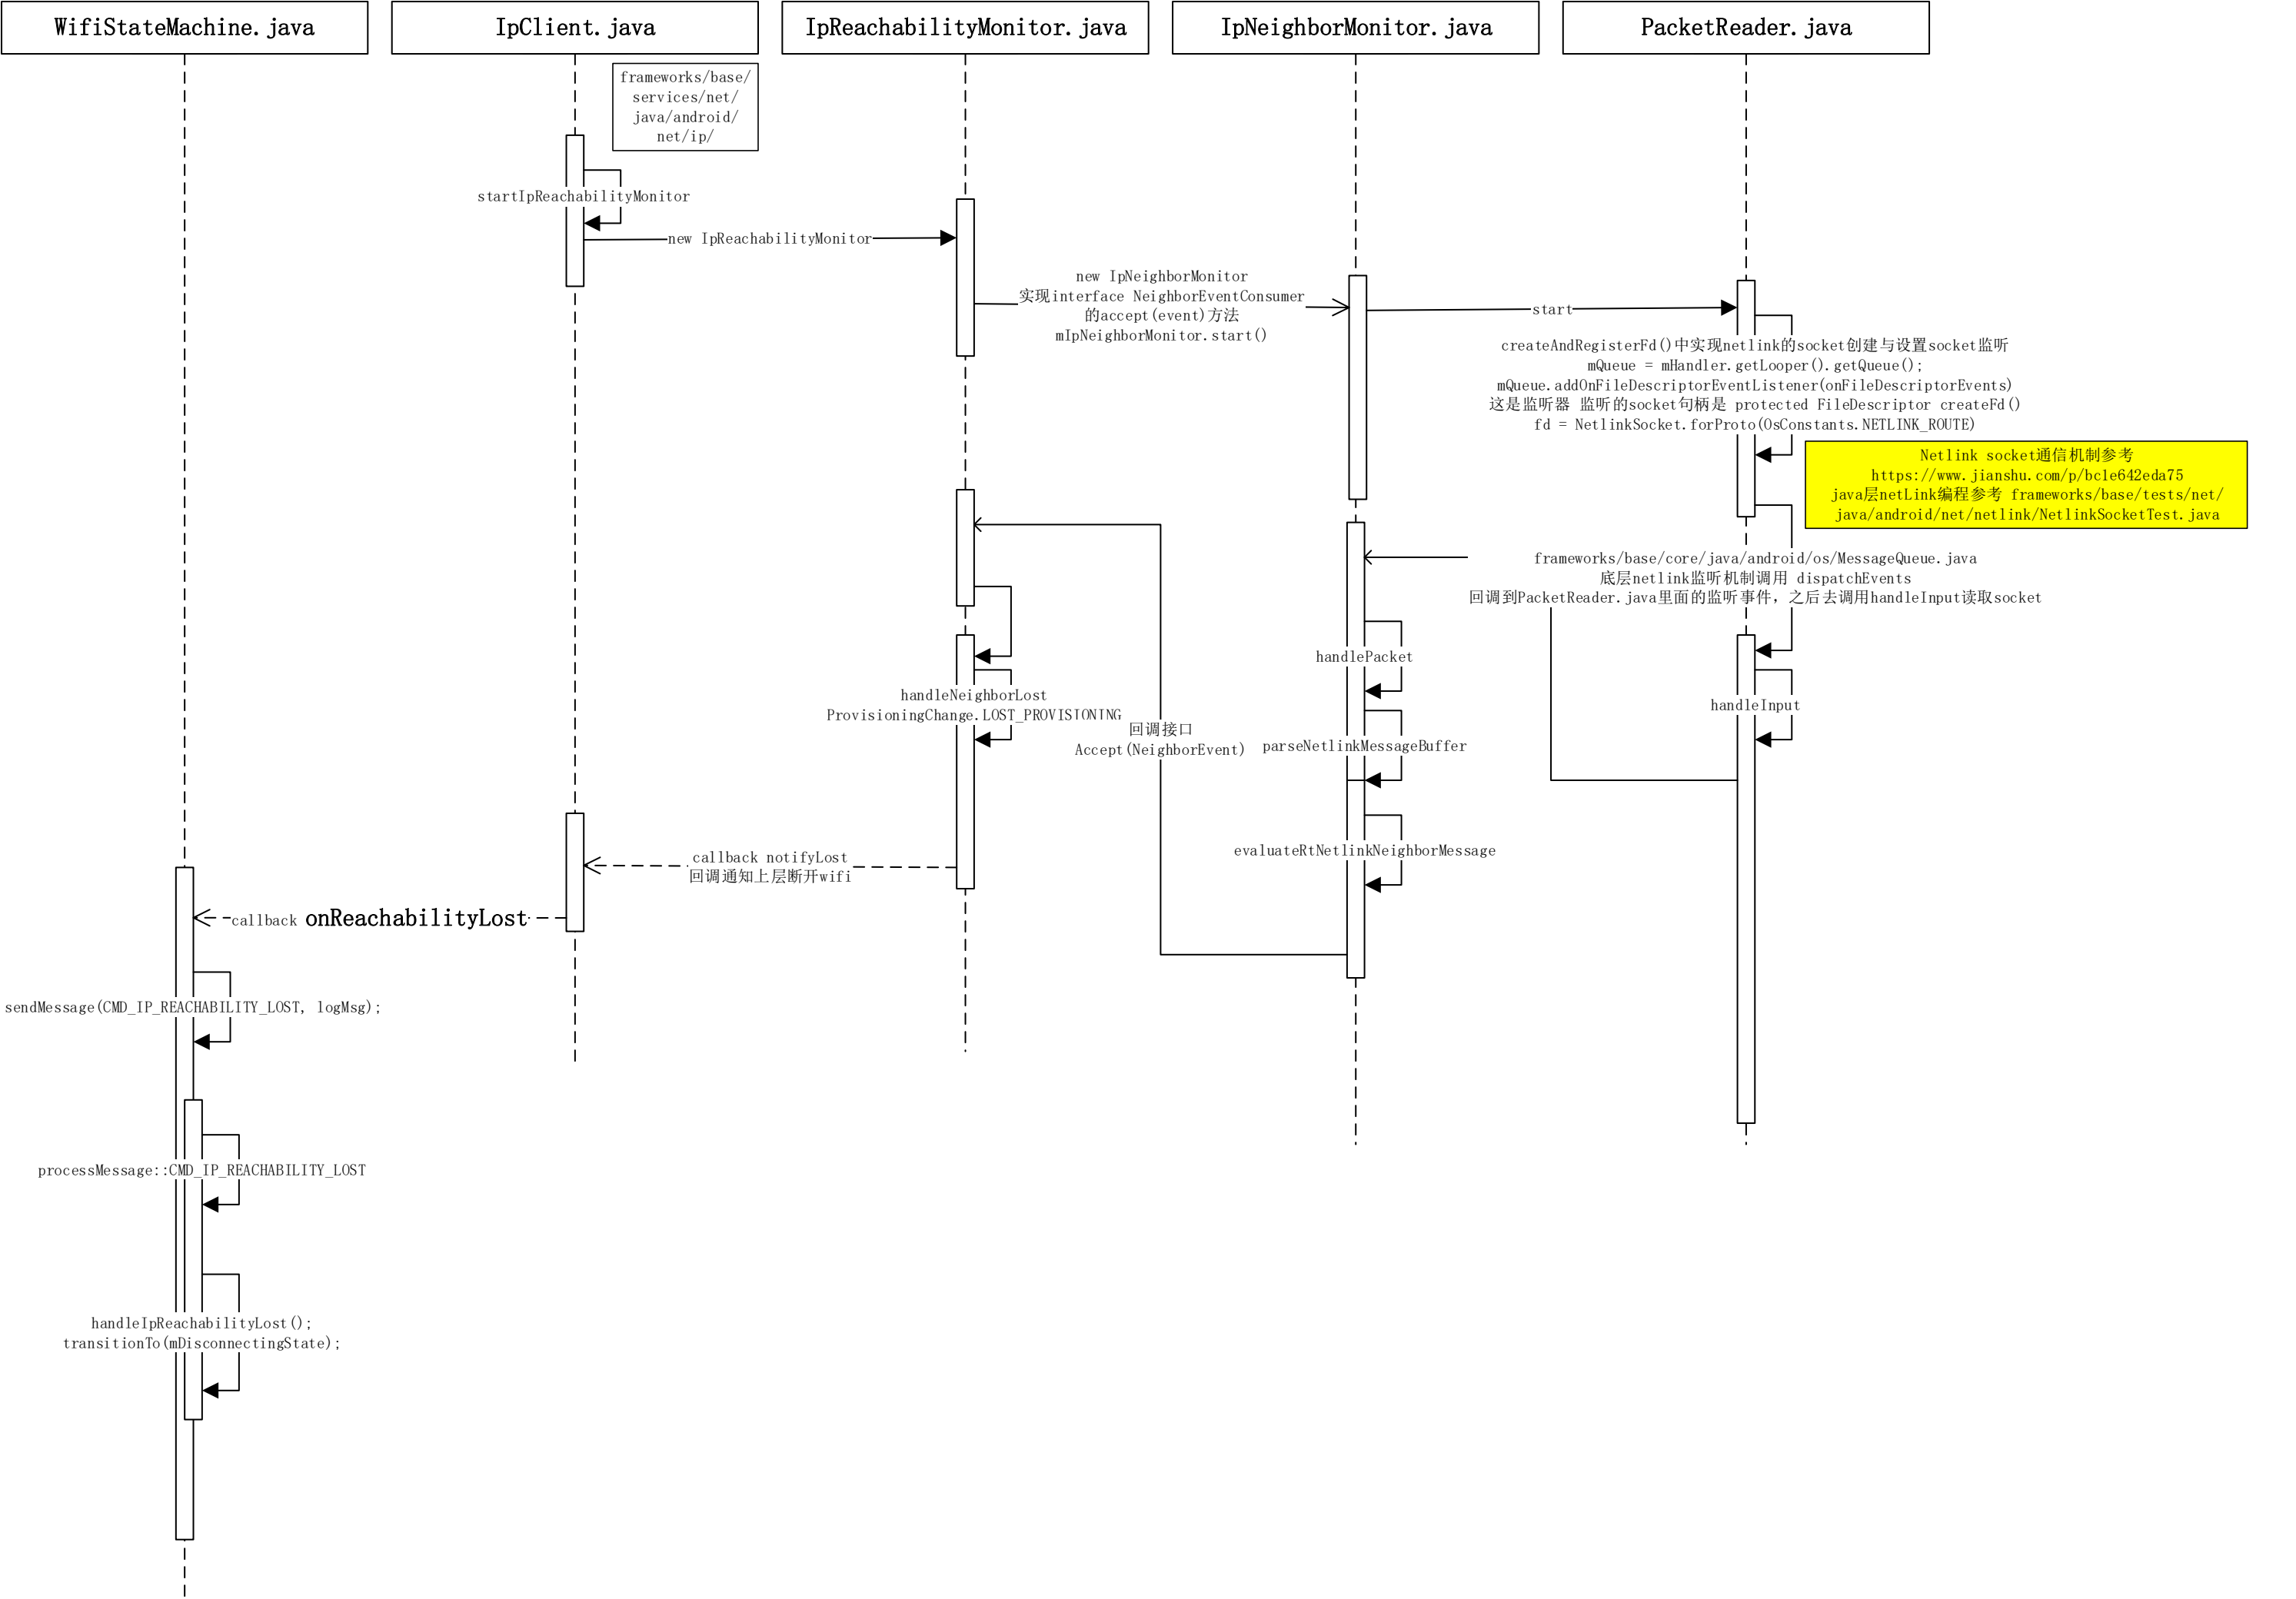 WifiStateMachine.java
IpClient.java
IpReachabilityMonitor.java
IpNeighborMonitor.java
PacketReader.java
frameworks/base/
services/net/
java/android/
net/ip/
startIpReachabilityMonitor
new IpReachabilityMonitor
new IpNeighborMonitor
实现interface NeighborEventConsumer
的accept(event)方法
mIpNeighborMonitor.start()
start
createAndRegisterFd()中实现netlink的socket创建与设置socket监听
mQueue = mHandler.getLooper().getQueue();
mQueue.addOnFileDescriptorEventListener(onFileDescriptorEvents)
这是监听器 监听的socket句柄是 protected FileDescriptor createFd()
fd = NetlinkSocket.forProto(OsConstants.NETLINK_ROUTE)
Netlink socket通信机制参考
https://www.jianshu.com/p/bc1e642eda75
java层netLink编程参考 frameworks/base/tests/net/
java/android/net/netlink/NetlinkSocketTest.java
frameworks/base/core/java/android/os/MessageQueue.java
底层netlink监听机制调用 dispatchEvents
回调到PacketReader.java里面的监听事件，之后去调用handleInput读取socket
handlePacket
handleNeighborLost
ProvisioningChange.LOST_PROVISIONING
handleInput
回调接口
Accept(NeighborEvent)
parseNetlinkMessageBuffer
evaluateRtNetlinkNeighborMessage
callback notifyLost
回调通知上层断开wifi
callback onReachabilityLost
sendMessage(CMD_IP_REACHABILITY_LOST, logMsg);
processMessage::CMD_IP_REACHABILITY_LOST
handleIpReachabilityLost();
transitionTo(mDisconnectingState);